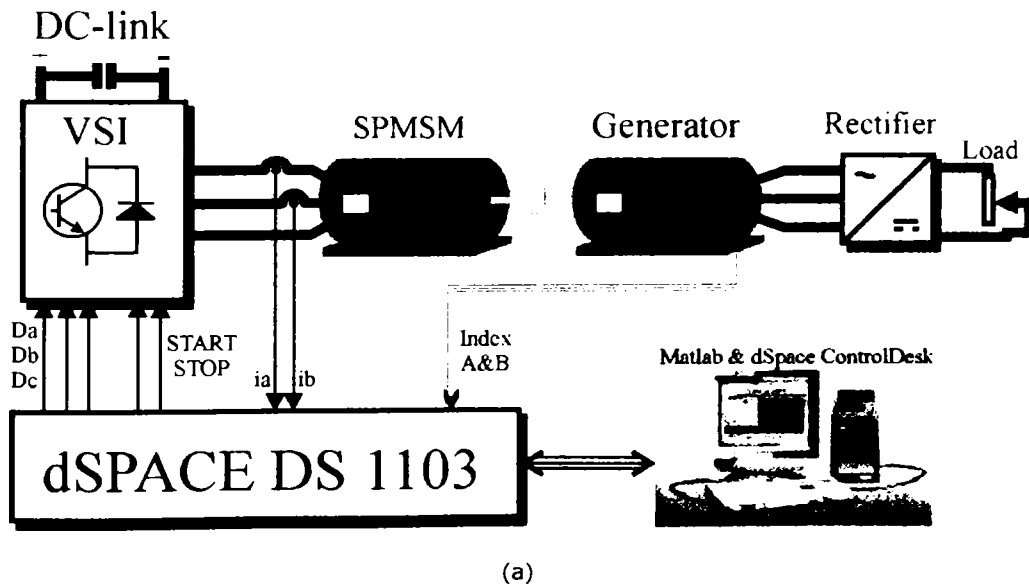 DC-link
VSI
SPMSM
Generator
Rectifier
Load
Da
Db
Dc
START
STOP
ia
ib
Index
A&B
Matlab & dSpace ControlDesk
dSPACE DS 1103
(a)